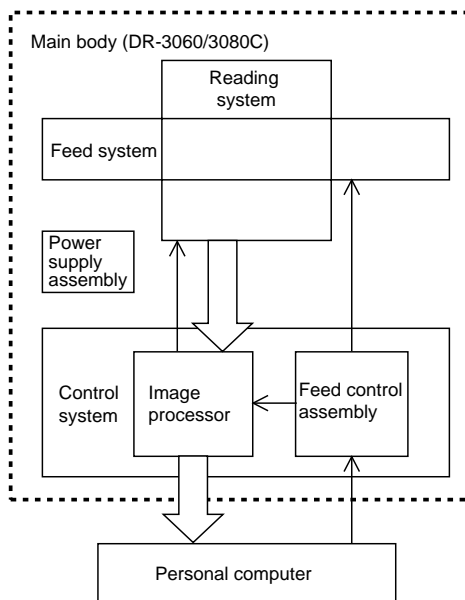 Main body (DR-3060/3080C)
Reading
system
Feed system
Power
supply
assembly
Control
system
Image
processor
Feed control
assembly
Personal computer